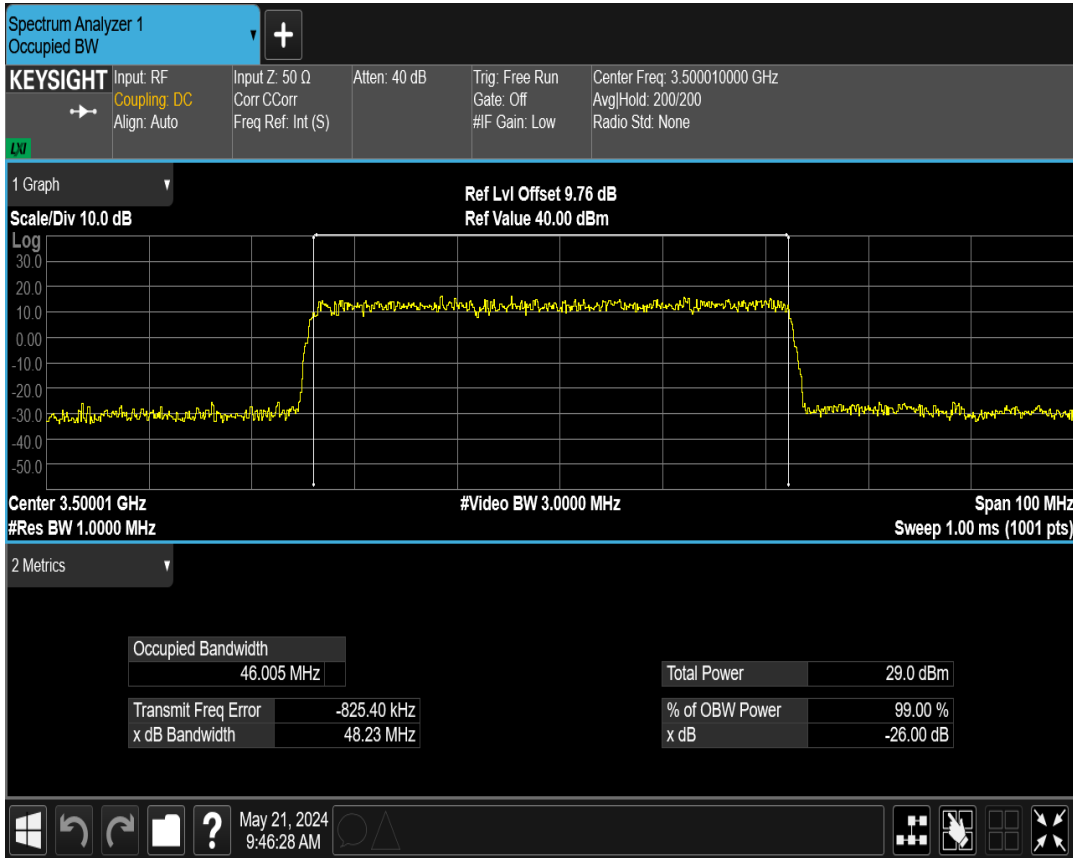 Spectrum Analyzer 1
Occupied BW
+
KEYSIGHT
LXI
Input: RF
Coupling: DC
Align: Auto
Input Z: 50 Ω
Corr CCorr
Freq Ref: Int (S)
Atten: 40 dB
Trig: Free Run
Gate: Off
#IF Gain: Low
Center Freq: 3.500010000 GHz
Avg|Hold: 200/200
Radio Std: None
1 Graph
Scale/Div 10.0 dB
Ref Lvl Offset 9.76 dB
Ref Value 40.00 dBm
Log
30.0
20.0
10.0
0.00
-10.0
-20.0
-30.0
-40.0
-50.0
Center 3.50001 GHz
#Video BW 3.0000 MHz
Span 100 MHz
#Res BW 1.0000 MHz
Sweep 1.00 ms (1001 pts)
2 Metrics
Occupied Bandwidth
46.005 MHz
Total Power 29.0 dBm
Transmit Freq Error -825.40 kHz
% of OBW Power 99.00 %
x dB Bandwidth 48.23 MHz
x dB -26.00 dB
?
May 21, 2024
9:46:28 AM